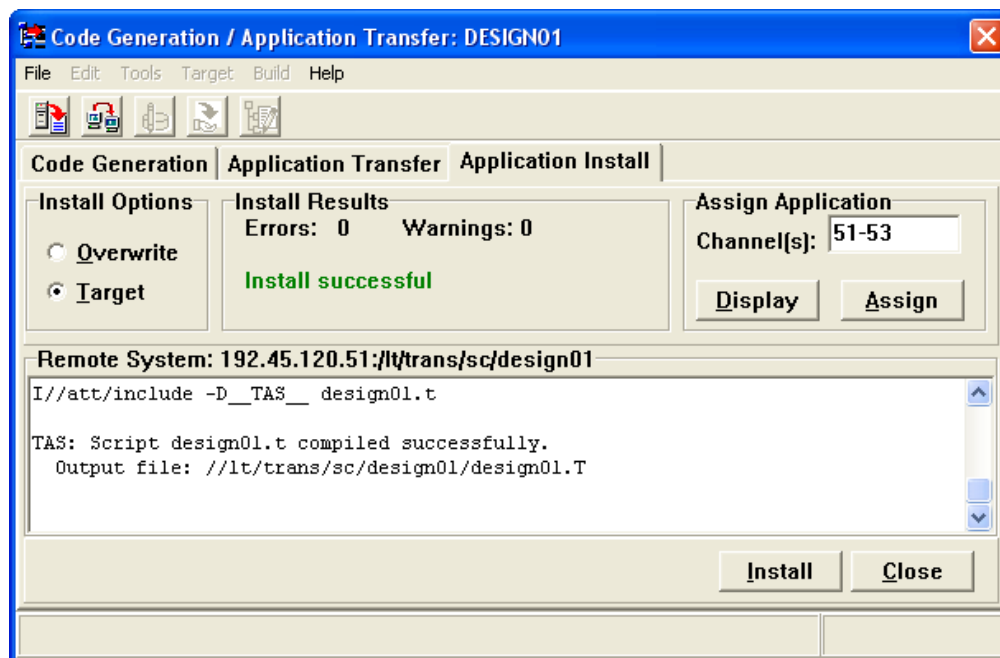 Code Generation / Application Transfer: DESIGN01
File Edit Tools Target Build Help
Code Generation Application Transfer Application Install
Install Options
Overwrite
Target
Install Results
Errors: 0 Warnings: 0
Install successful
Assign Application
Channel(s): 51-53
Display Assign
Remote System: 192.45.120.51:/lt/trans/sc/design01
I//att/include -D__TAS__ design01.t
TAS: Script design01.t compiled successfully.
Output file: //lt/trans/sc/design01/design01.T
Install Close